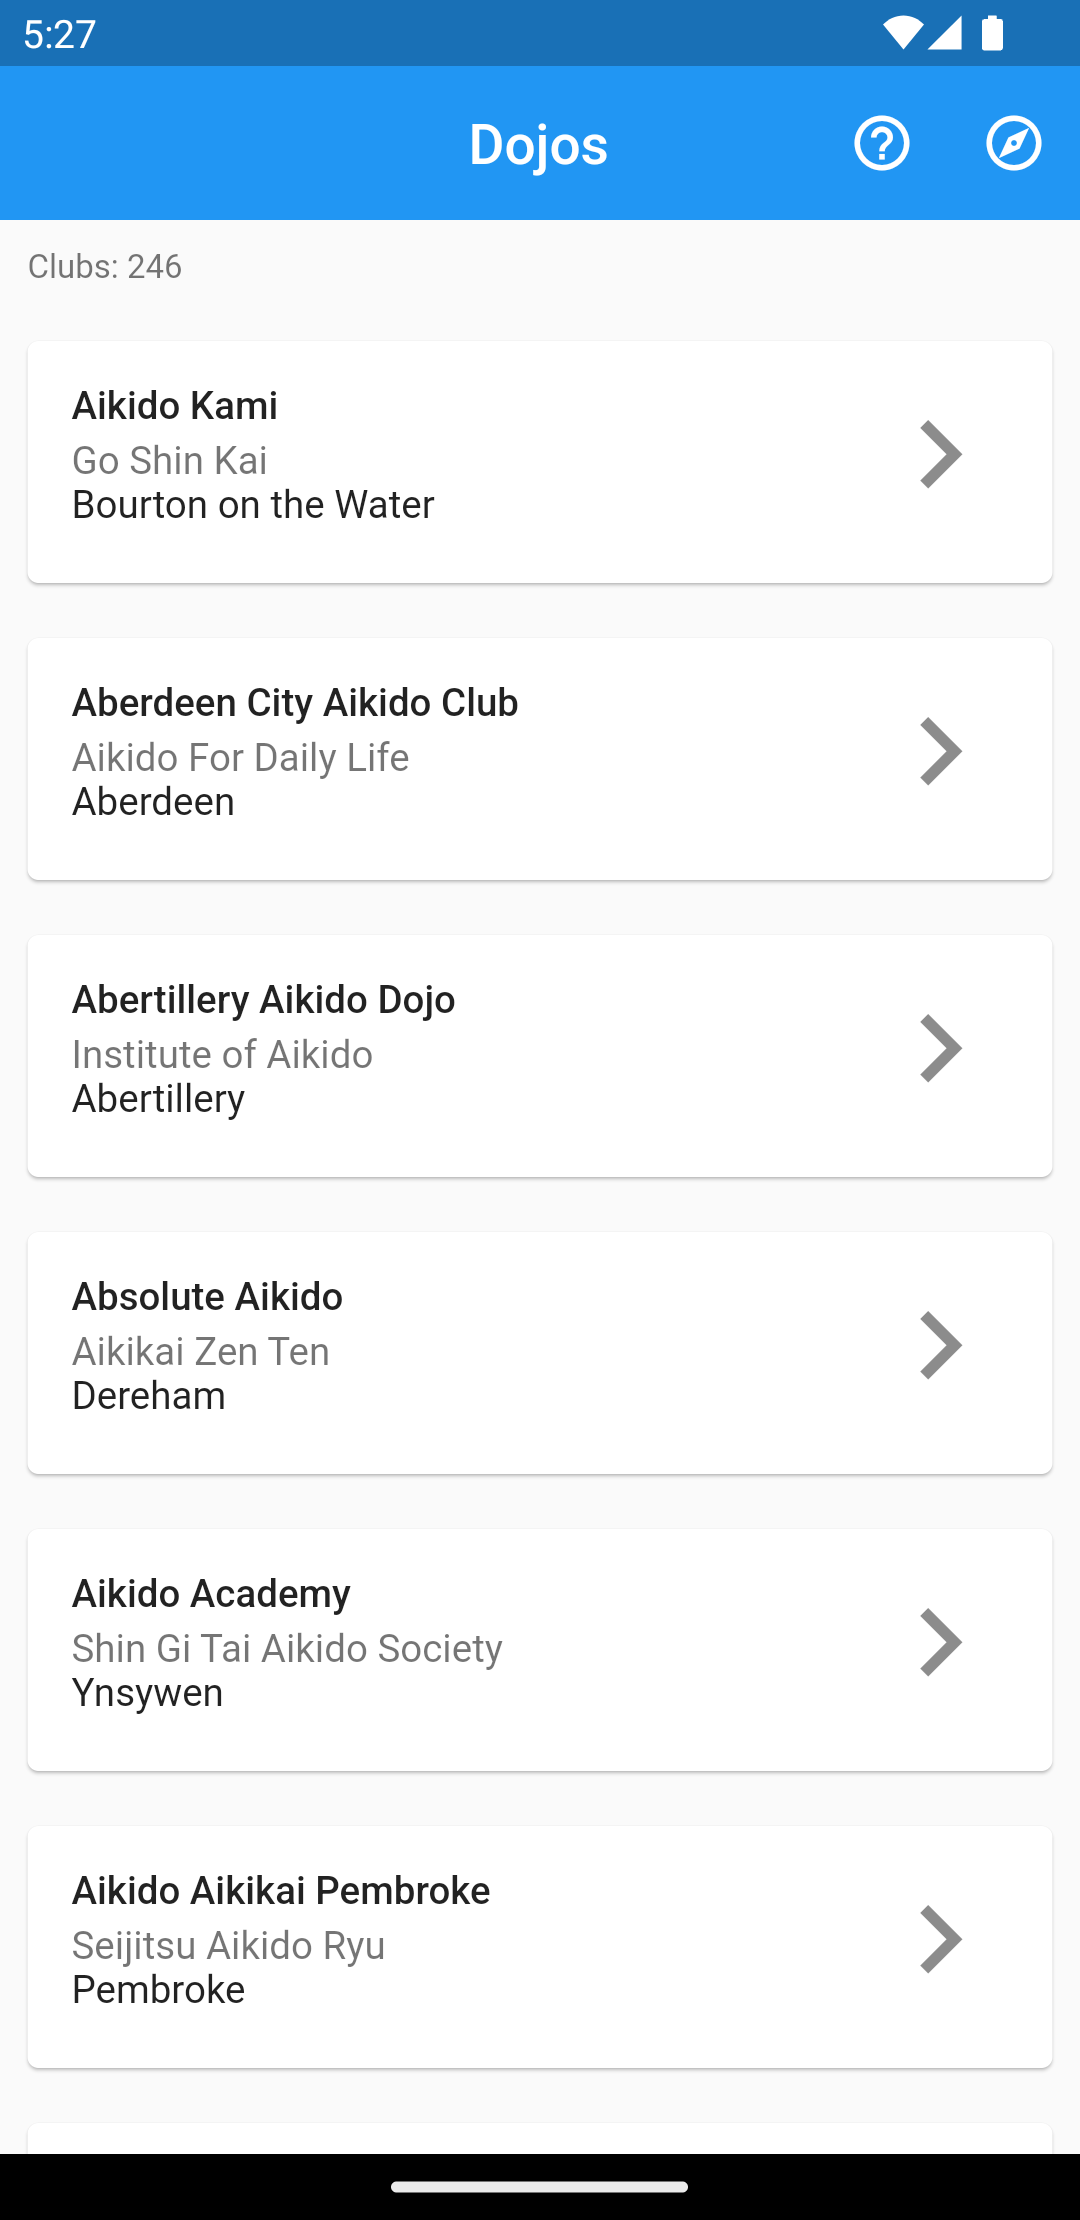 5:27
Dojos
Clubs: 246
Aikido Kami
Go Shin Kai
Bourton on the Water
Aberdeen City Aikido Club
Aikido For Daily Life
Aberdeen
Abertillery Aikido Dojo
Institute of Aikido
Abertillery
Absolute Aikido
Aikikai Zen Ten
Dereham
Aikido Academy
Shin Gi Tai Aikido Society
Ynsywen
Aikido Aikikai Pembroke
Seijitsu Aikido Ryu
Pembroke